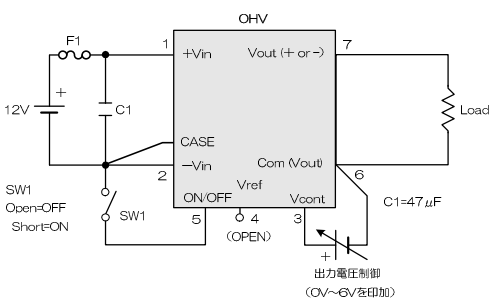 OHV
F1
1
+Vin
Vout (+ or -)
7
12V
+
C1
Load
CASE
−Vin
2
Com (Vout)
6
SW1
Open=OFF
Short=ON
SW1
ON/OFF
5
Vref
4
(OPEN)
Vcont
3
C1=47μF
+
出力電圧制御
(0V～6Vを印加)